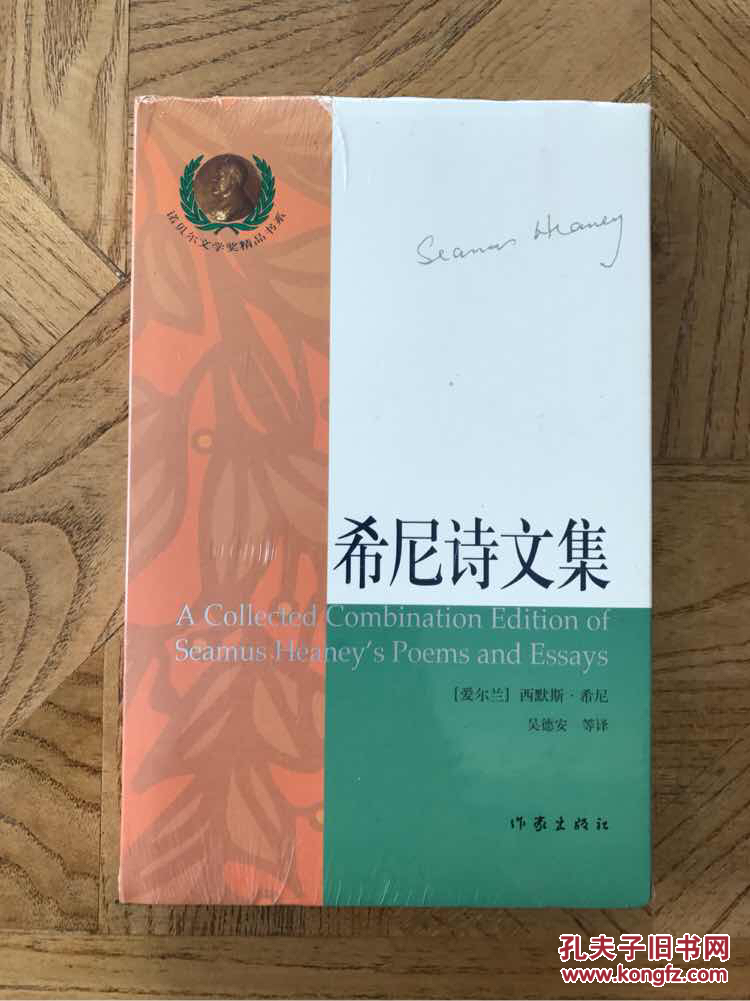 诺贝尔文学奖精品书系
Seamus Heaney
希尼诗文集
A Collected Combination Edition of
Seamus Heaney's Poems and Essays
[爱尔兰] 西默斯·希尼
吴德安 等译
作家出版社
孔夫子旧书网
www.kongfz.com